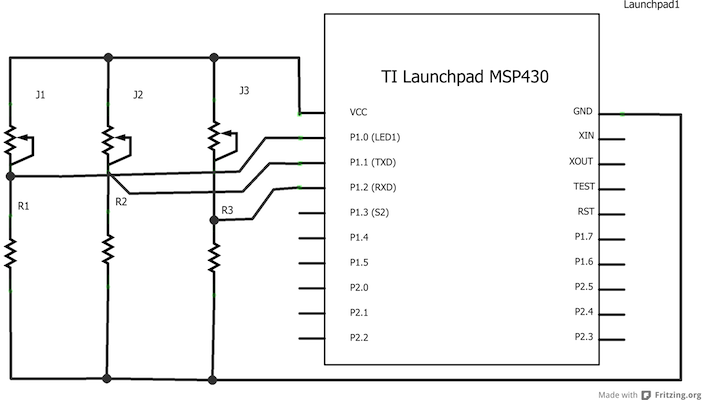 Launchpad1
TI Launchpad MSP430
J1
J2
J3
R1
R2
R3
VCC
P1.0 (LED1)
P1.1 (TXD)
P1.2 (RXD)
P1.3 (S2)
P1.4
P1.5
P2.0
P2.1
P2.2
GND
XIN
XOUT
TEST
RST
P1.7
P1.6
P2.5
P2.4
P2.3
Made with Fritzing.org